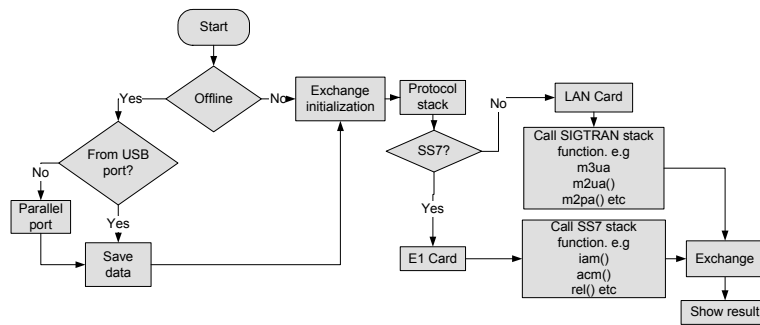 Start
Offline
Yes
No
From USB
port?
No
Yes
Parallel
port
Save
data
Exchange
initialization
Protocol
stack
SS7?
No
Yes
LAN Card
Call SIGTRAN stack
function. e.g
m3ua
m2ua()
m2pa() etc
E1 Card
Call SS7 stack
function. e.g
iam()
acm()
rel() etc
Exchange
Show result